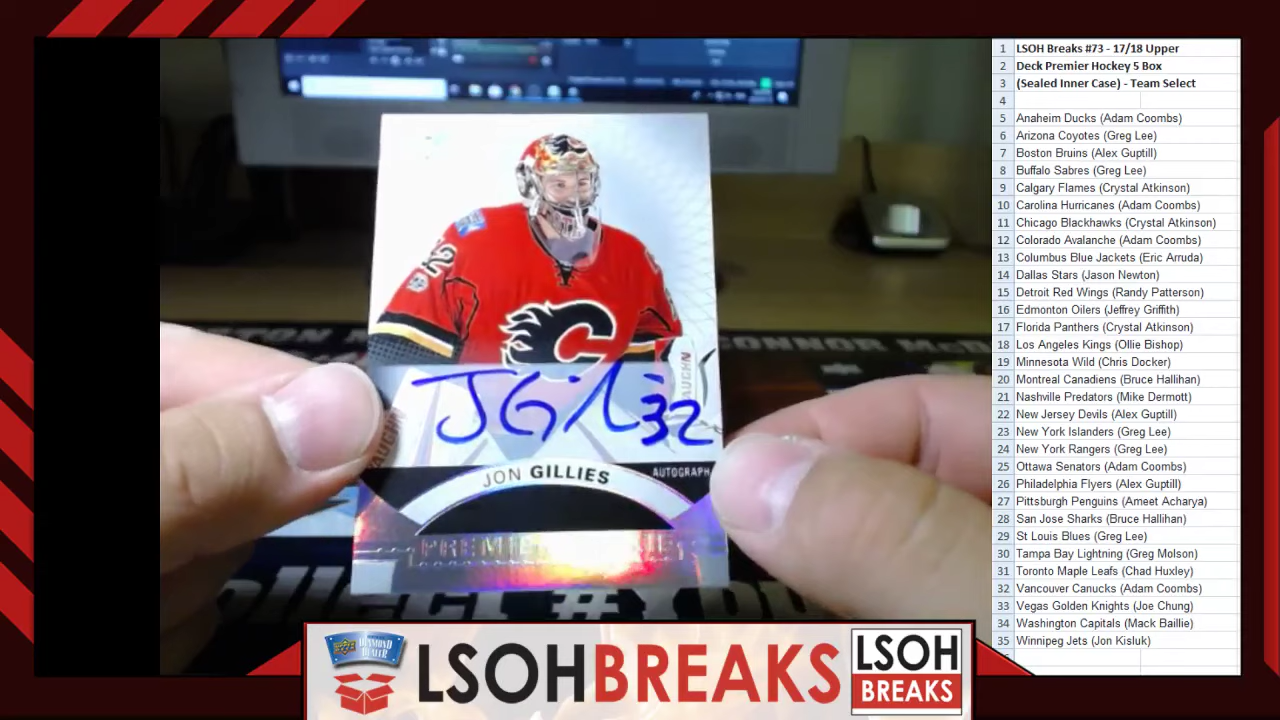 1 LSOH Breaks #73 - 17/18 Upper
2 Deck Premier Hockey 5 Box
3 (Sealed Inner Case) - Team Select
4
5 Anaheim Ducks (Adam Coombs)
6 Arizona Coyotes (Greg Lee)
7 Boston Bruins (Alex Guptill)
8 Buffalo Sabres (Greg Lee)
9 Calgary Flames (Crystal Atkinson)
10 Carolina Hurricanes (Adam Coombs)
11 Chicago Blackhawks (Crystal Atkinson)
12 Colorado Avalanche (Adam Coombs)
13 Columbus Blue Jackets (Eric Arruda)
14 Dallas Stars (Jason Newton)
15 Detroit Red Wings (Randy Patterson)
16 Edmonton Oilers (Jeffrey Griffith)
17 Florida Panthers (Crystal Atkinson)
18 Los Angeles Kings (Ollie Bishop)
19 Minnesota Wild (Chris Docker)
20 Montreal Canadiens (Bruce Hallihan)
21 Nashville Predators (Mike Dermott)
22 New Jersey Devils (Alex Guptill)
23 New York Islanders (Greg Lee)
24 New York Rangers (Greg Lee)
25 Ottawa Senators (Adam Coombs)
26 Philadelphia Flyers (Alex Guptill)
27 Pittsburgh Penguins (Ameet Acharya)
28 San Jose Sharks (Bruce Hallihan)
29 St Louis Blues (Greg Lee)
30 Tampa Bay Lightning (Greg Molson)
31 Toronto Maple Leafs (Chad Huxley)
32 Vancouver Canucks (Adam Coombs)
33 Vegas Golden Knights (Joe Chung)
34 Washington Capitals (Mack Baillie)
35 Winnipeg Jets (Jon Kisluk)
32
JON GILLIES
AUTOGRAPH
DIAMOND
DEALER
LSOHBREAKS
LSOH
BREAKS